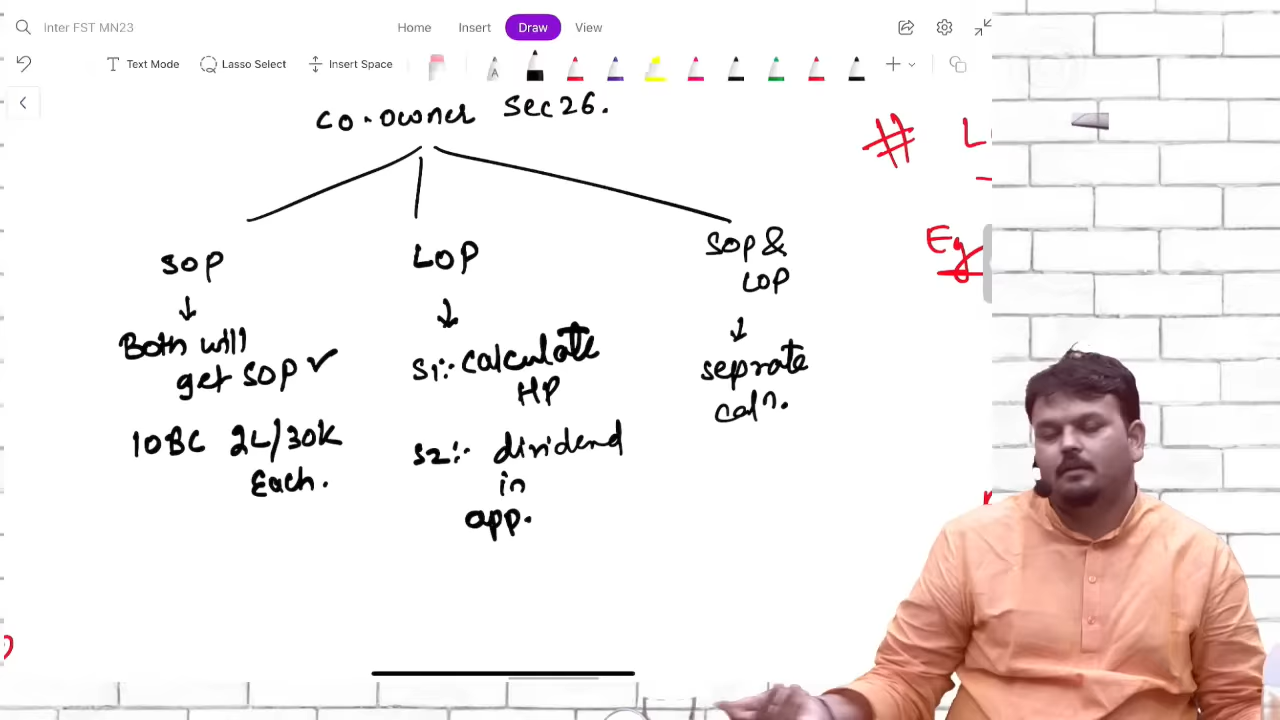 Inter FST MN23
Home Insert Draw View
Text Mode Lasso Select Insert Space
Co-owner Sec 26.
SOP
↓
Both will
get SOP ✓
10BC 2L/30K
Each.
LOP
↓
S1:- Calculate
HP
S2:- dividend
in
app.
SOP &
LOP
↓
seprate
caln.
# L
Eg